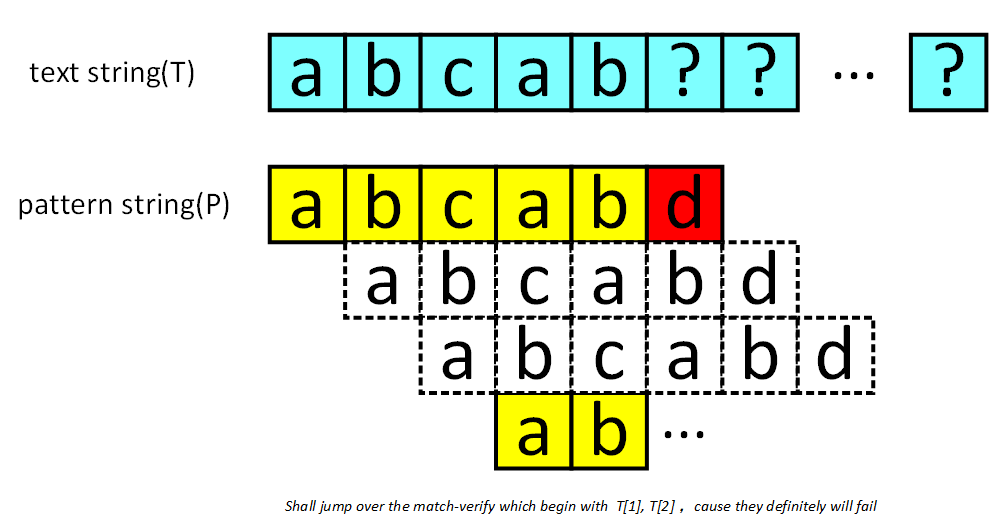 text string(T) a b c a b ? ? ... ?
pattern string(P) a b c a b d
a b c a b d
a b c a b d
a b ...
Shall jump over the match-verify which begin with T[1], T[2] , cause they definitely will fail